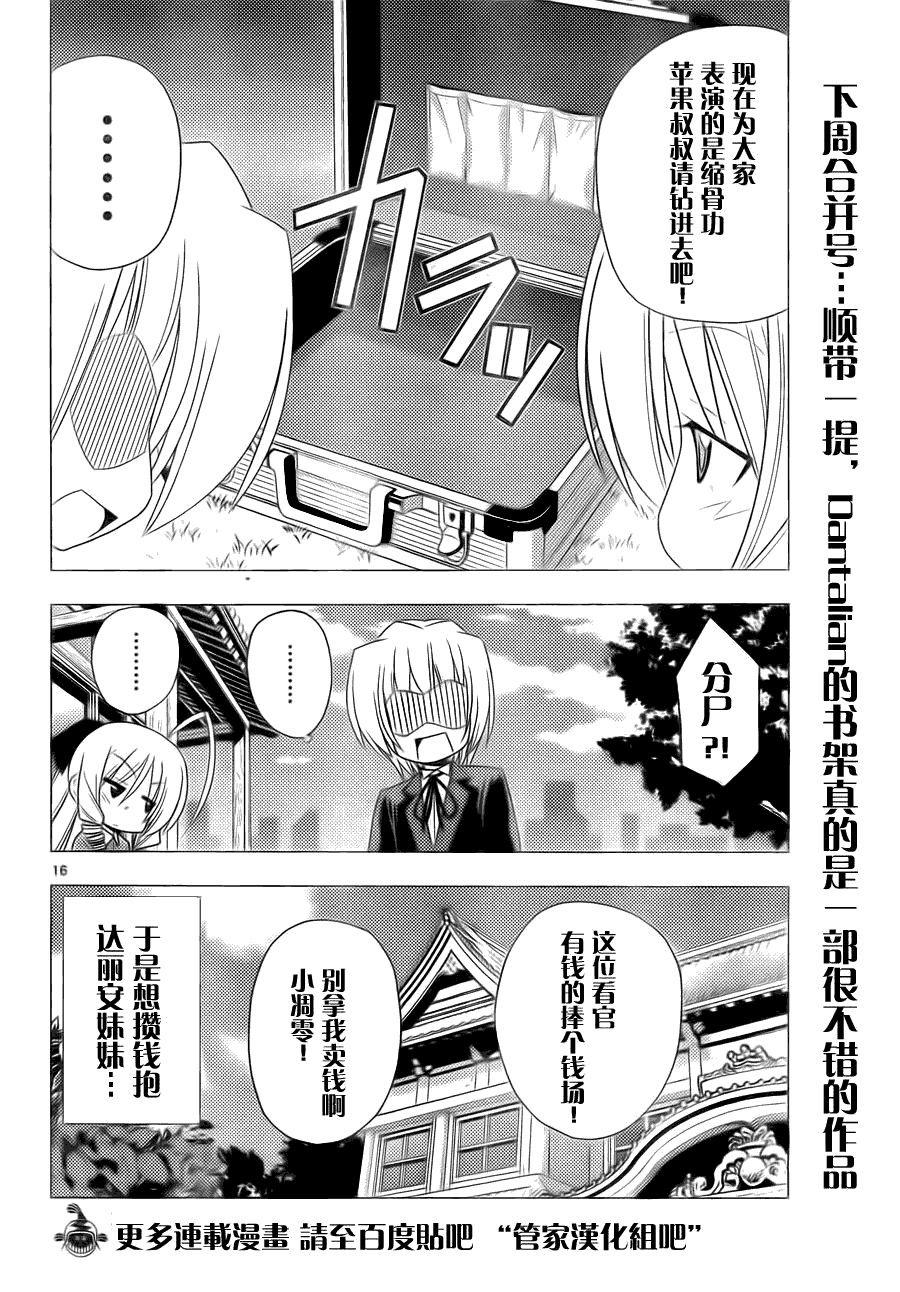 现在为大家
表演的是缩骨功
苹果叔叔请钻进去吧!
ガラッ
......
分尸?!
......
......
16
这位看官
有钱的捧个钱场!
别拿我卖钱啊
小凋零!
于是想攒钱抱
达丽安妹妹...
下周合并号...顺带一提,Dantalian的书架真的是一部很不错的作品
更多連載漫畫 請至百度貼吧 “管家漢化組吧”